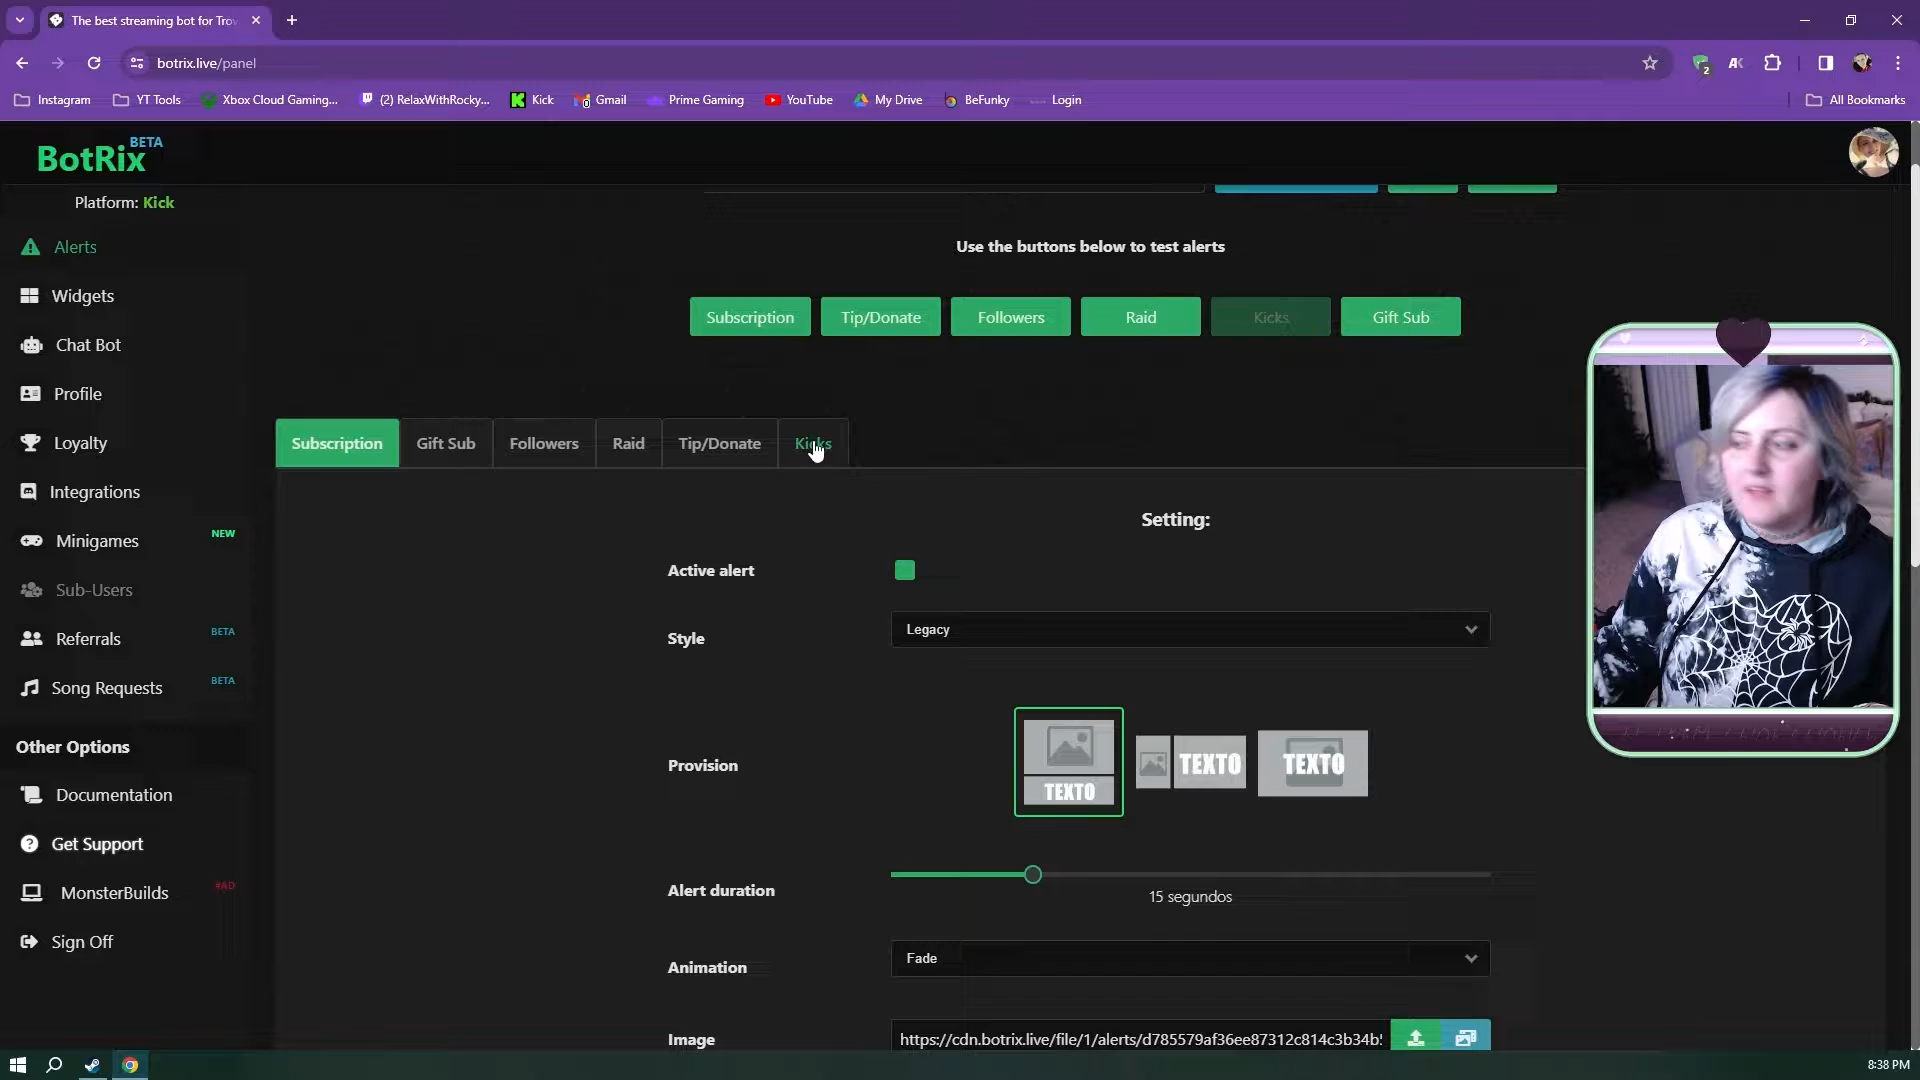 The best streaming bot for Trov
botrix.live/panel
2
Instagram
YT Tools
Xbox Cloud Gaming...
(2) RelaxWithRocky...
Kick
Gmail
Prime Gaming
YouTube
My Drive
BeFunky
Login
All Bookmarks
BotRix
BETA
Platform: Kick
Alerts
Widgets
Chat Bot
Profile
Loyalty
Integrations
Minigames
NEW
Sub-Users
Referrals
BETA
Song Requests
BETA
Other Options
Documentation
Get Support
MonsterBuilds
#AD
Sign Off
Use the buttons below to test alerts
Subscription
Tip/Donate
Followers
Raid
Kicks
Gift Sub
Subscription
Gift Sub
Followers
Raid
Tip/Donate
Kicks
Setting:
Active alert
Style
Legacy
Provision
TEXTO
TEXTO
TEXTO
Alert duration
15 segundos
Animation
Fade
Image
https://cdn.botrix.live/file/1/alerts/d785579af36ee87312c814c3b34b5
8:38 PM